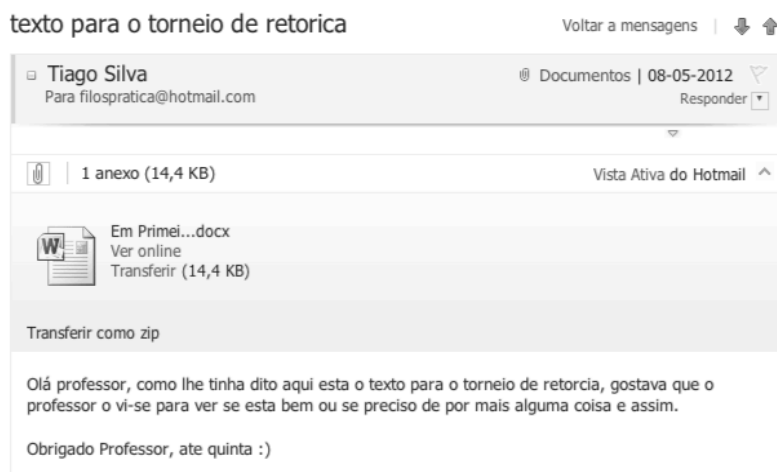 texto para o torneio de retorica
Voltar a mensagens
Tiago Silva
Documentos | 08-05-2012
Para filospratica@hotmail.com
Responder
1 anexo (14,4 KB)
Vista Ativa do Hotmail
W
Em Primei...docx
Ver online
Transferir (14,4 KB)
Transferir como zip
Olá professor, como lhe tinha dito aqui esta o texto para o torneio de retorcia, gostava que o
professor o vi-se para ver se esta bem ou se preciso de por mais alguma coisa e assim.
Obrigado Professor, ate quinta :)